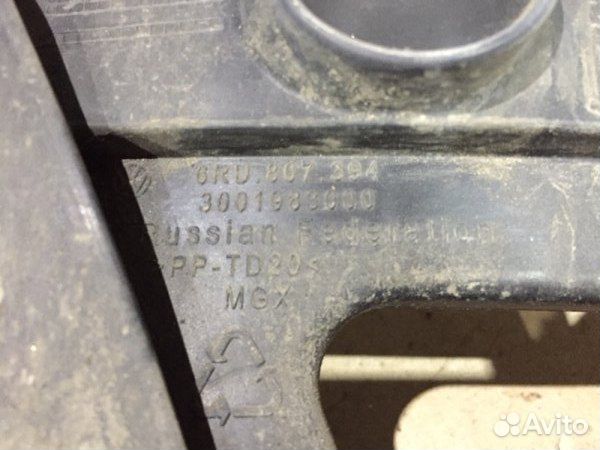 6RU.807.394
3001983000
Russian Federation
>PP-TD20<
MGX
Avito